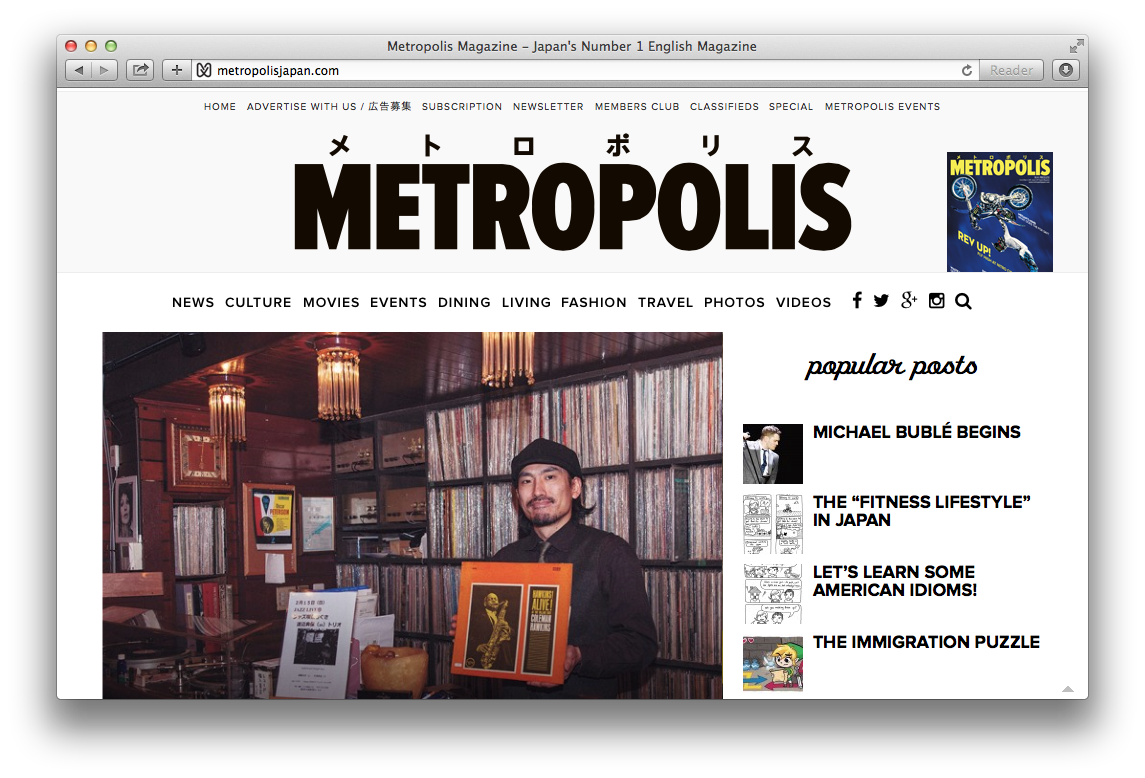 Metropolis Magazine – Japan's Number 1 English Magazine
metropolisjapan.com
Reader
HOME ADVERTISE WITH US / 広告募集 SUBSCRIPTION NEWSLETTER MEMBERS CLUB CLASSIFIEDS SPECIAL METROPOLIS EVENTS
メトロポリス
METROPOLIS
METROPOLIS
REV UP!
NEWS CULTURE MOVIES EVENTS DINING LIVING FASHION TRAVEL PHOTOS VIDEOS
popular posts
MICHAEL BUBLÉ BEGINS
THE “FITNESS LIFESTYLE”
IN JAPAN
LET’S LEARN SOME
AMERICAN IDIOMS!
THE IMMIGRATION PUZZLE
PETERSON
HAWKINS!
ALIVE!
COLEMAN
HAWKINS